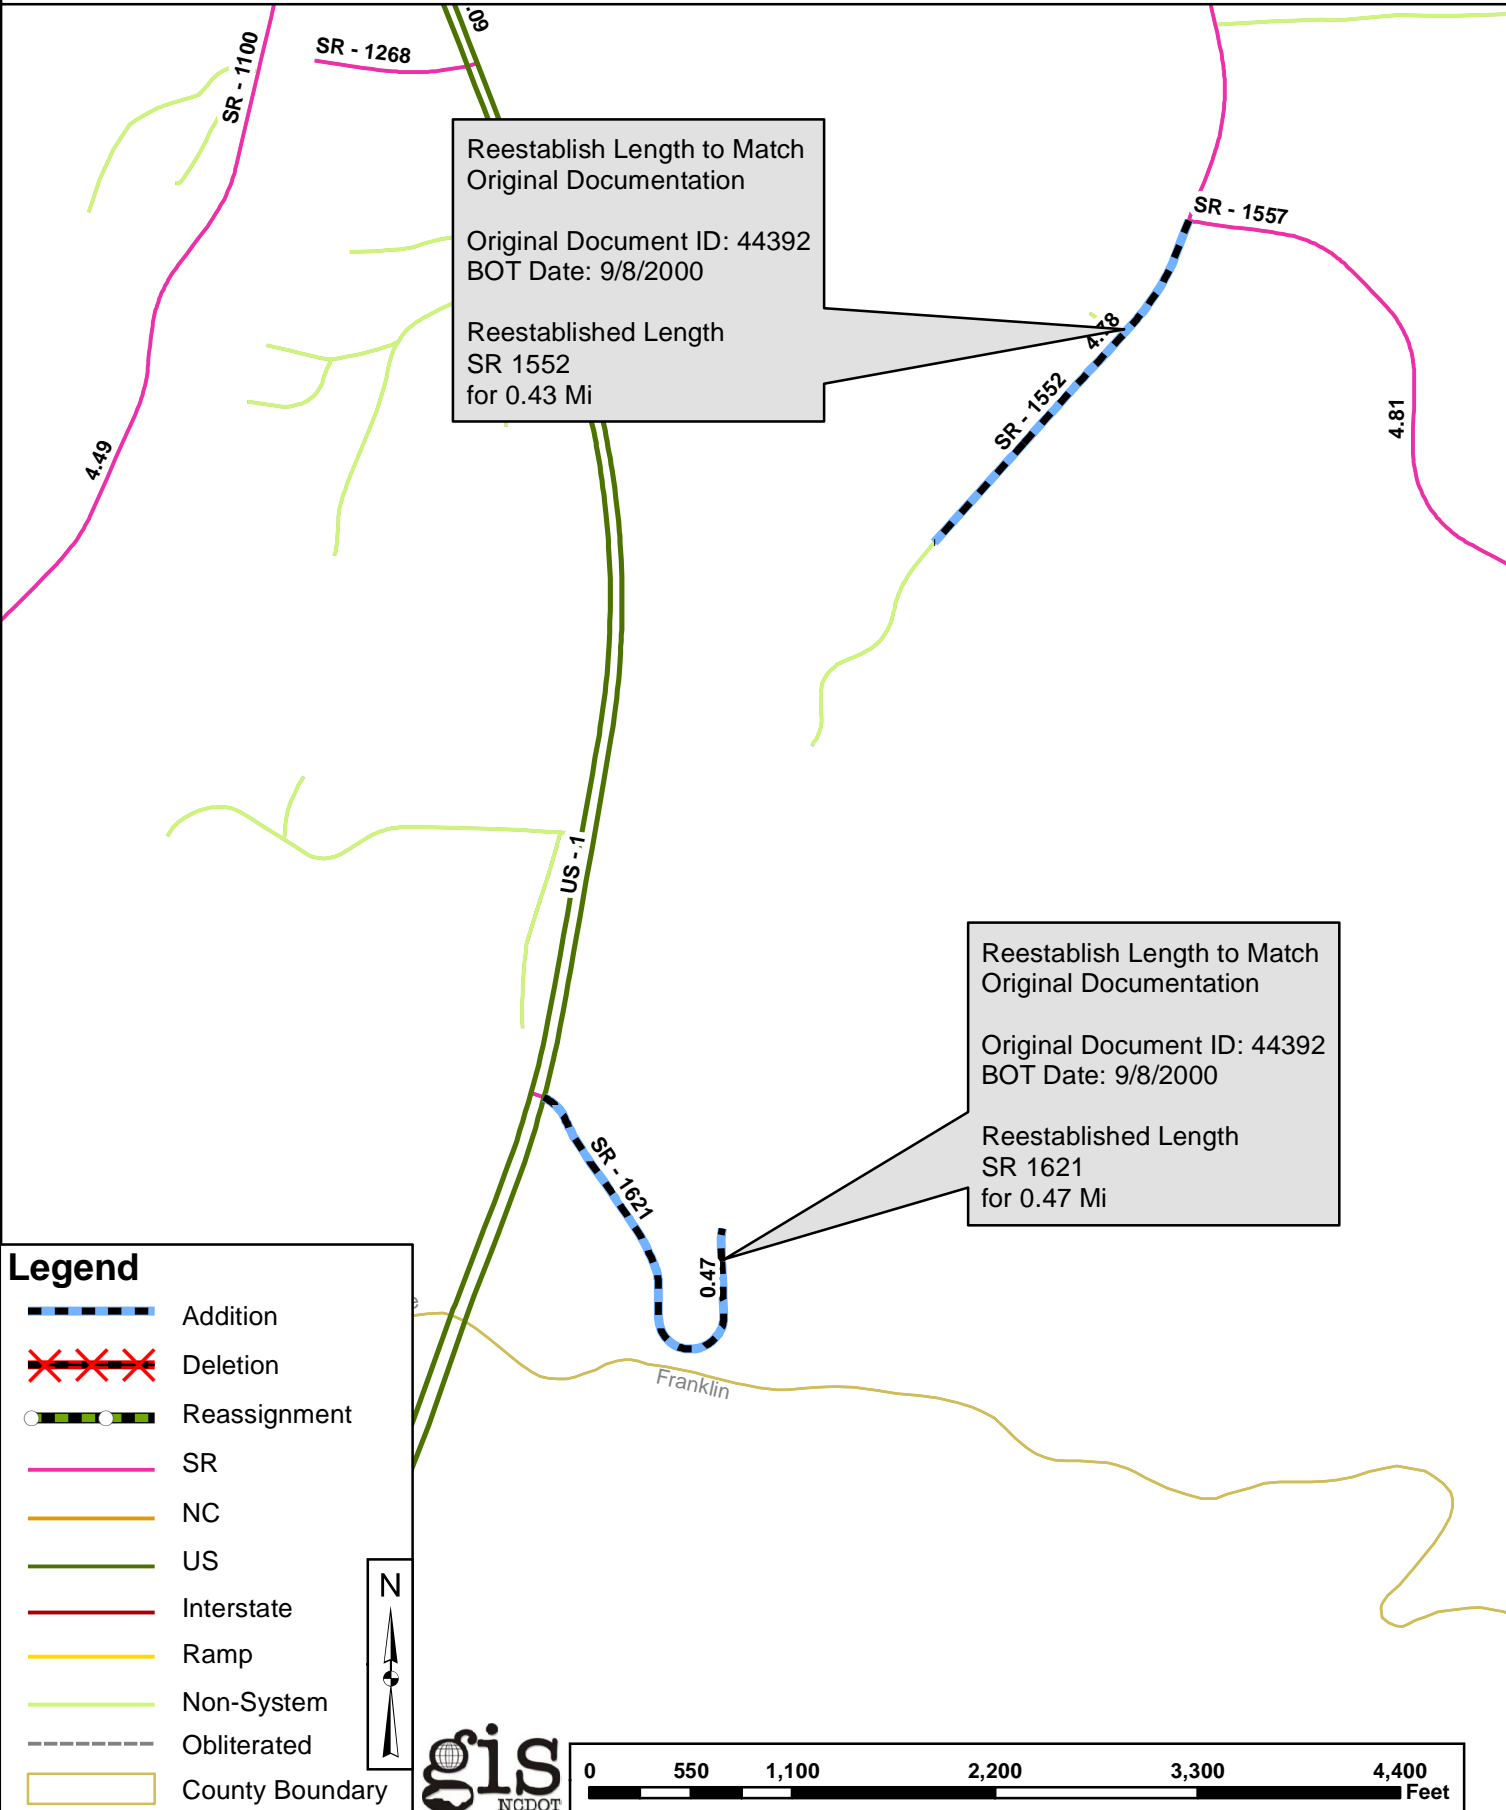 SR - 1100
SR - 1268
.09
Reestablish Length to Match
Original Documentation
Original Document ID: 44392
BOT Date: 9/8/2000
Reestablished Length
SR 1552
for 0.43 Mi
SR - 1557
4.78
SR - 1552
4.81
4.49
US - 1
Reestablish Length to Match
Original Documentation
Original Document ID: 44392
BOT Date: 9/8/2000
Reestablished Length
SR 1621
for 0.47 Mi
SR - 1621
0.47
Franklin
Legend
Addition
Deletion
Reassignment
SR
NC
US
Interstate
Ramp
Non-System
Obliterated
County Boundary
N
gis
NCDOT
0 550 1,100 2,200 3,300 4,400
Feet